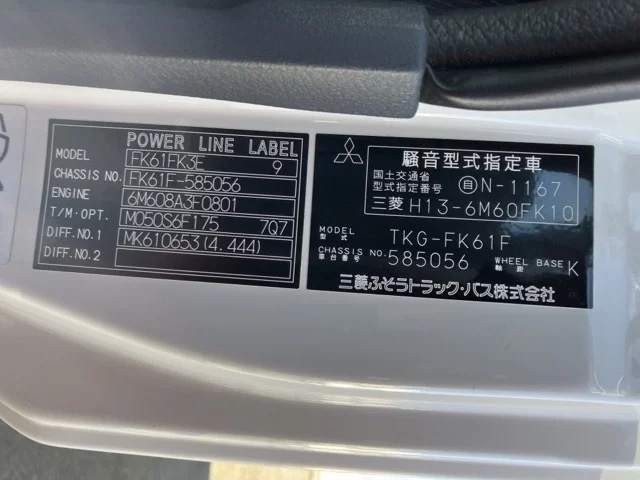 POWER LINE LABEL
MODEL FK61FK3E 9
CHASSIS NO. FK61F-585056
ENGINE 6M608A3F0801
T/M・OPT. M050S6F175 7Q7
DIFF. NO.1 MK610653(4.444)
DIFF. NO.2
騒音型式指定車
国土交通省
型式指定番号 自 N-1167
三菱 H13-6M60FK10
MODEL 型式 TKG-FK61F
CHASSIS NO. 車台番号 585056 WHEEL BASE 軸距 K
三菱ふそうトラック・バス株式会社